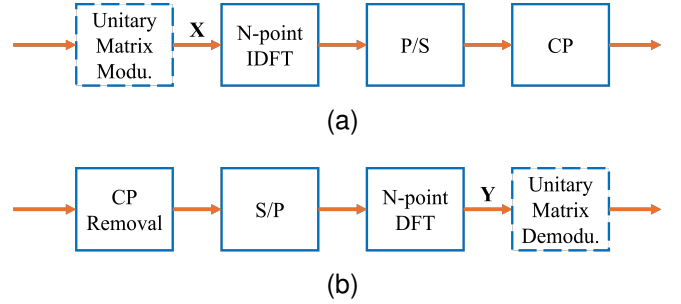 Unitary
Matrix
Modu.
X
N-point
IDFT
P/S
CP
(a)
CP
Removal
S/P
N-point
DFT
Y
Unitary
Matrix
Demodu.
(b)